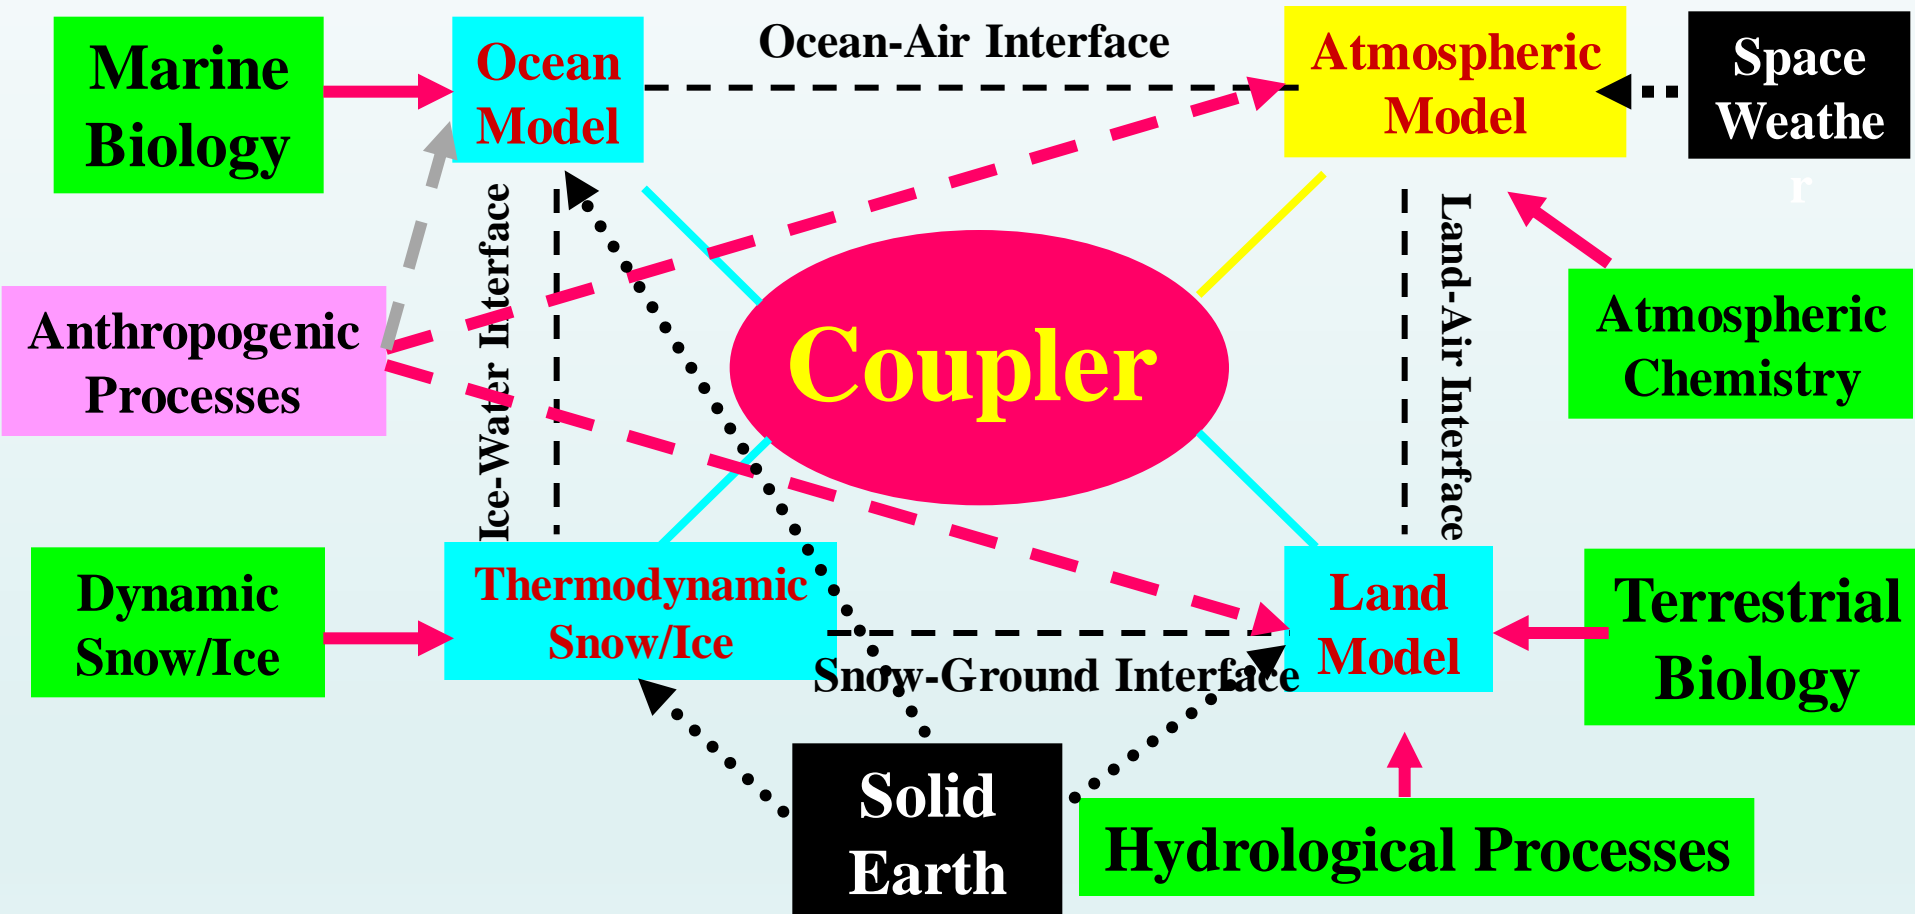 Marine
Biology
Ocean
Model
Ocean-Air Interface
Atmospheric
Model
Space
Weathe
r
Anthropogenic
Processes
Ice-Water Interface
Coupler
Land-Air Interface
Atmospheric
Chemistry
Dynamic
Snow/Ice
Thermodynamic
Snow/Ice
Snow-Ground Interface
Land
Model
Terrestrial
Biology
Solid
Earth
Hydrological Processes